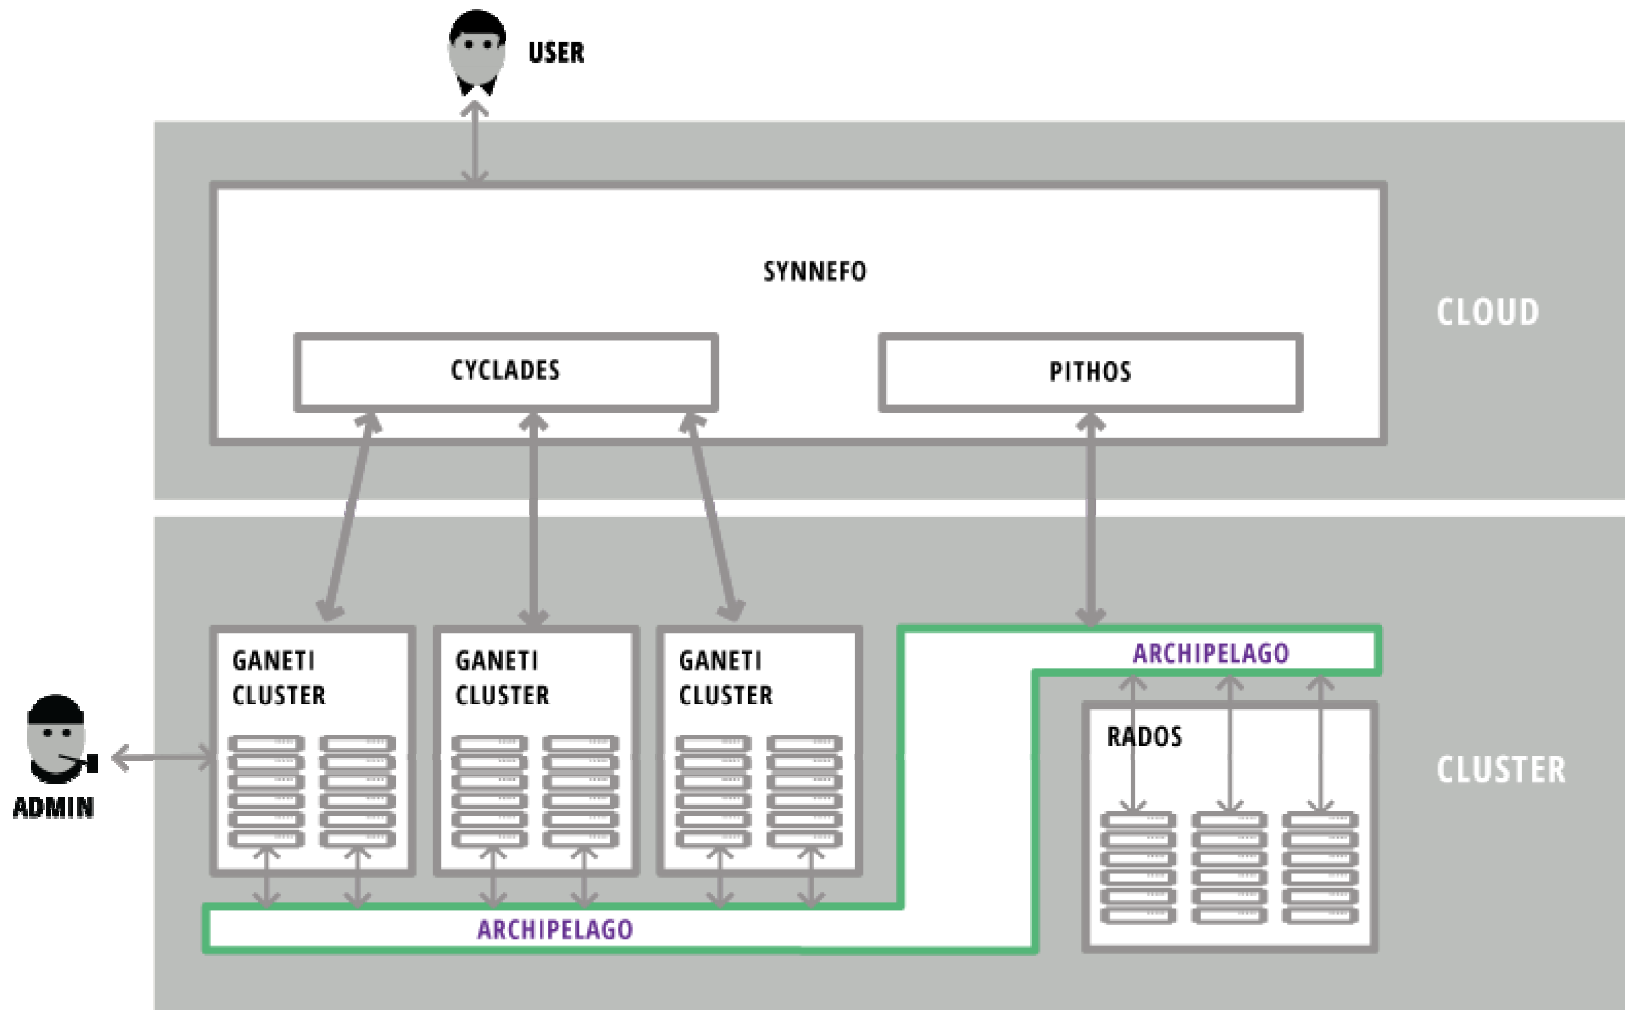 USER
SYNNEFO
CLOUD
CYCLADES
PITHOS
GANETI
CLUSTER
GANETI
CLUSTER
GANETI
CLUSTER
ARCHIPELAGO
RADOS
CLUSTER
ADMIN
ARCHIPELAGO